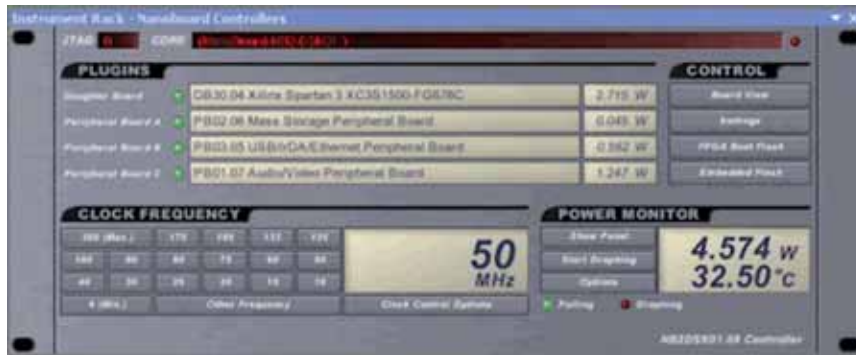 Instrument Rack - Nanoboard Controllers
JTAG
CORE
PLUGINS
Daughter Board
DB30.04 Xilinx Spartan 3 XC3S1500-FG676C
2.715 W
Peripheral Board A
PB02.06 Mass Storage Peripheral Board
0.049 W
Peripheral Board B
PB03.05 USB/IrDA/Ethernet Peripheral Board
0.562 W
Peripheral Board C
PB01.07 Audio/Video Peripheral Board
1.247 W
CONTROL
Board View
Settings
FPGA Boot Flash
Embedded Flash
CLOCK FREQUENCY
Other Frequency
Clock Control Options
50
MHz
POWER MONITOR
Show Panel
Start Graphing
Options
Polling
Graphing
4.574 W
32.50°C
Controller